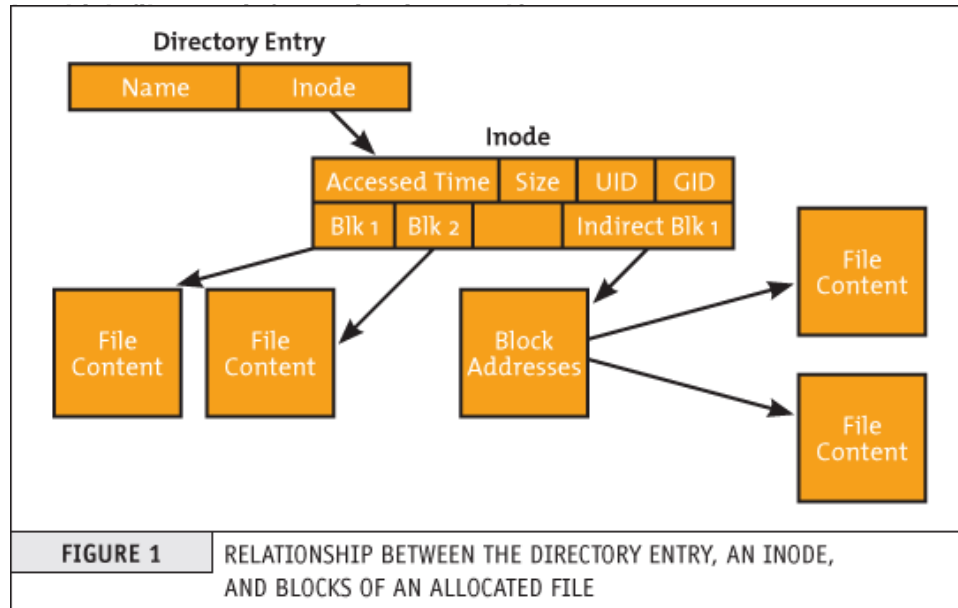 Directory Entry
Name
Inode
Inode
Accessed Time
Size
UID
GID
Blk 1
Blk 2
Indirect Blk 1
File
Content
File
Content
Block
Addresses
File
Content
File
Content
FIGURE 1
RELATIONSHIP BETWEEN THE DIRECTORY ENTRY, AN INODE,
AND BLOCKS OF AN ALLOCATED FILE